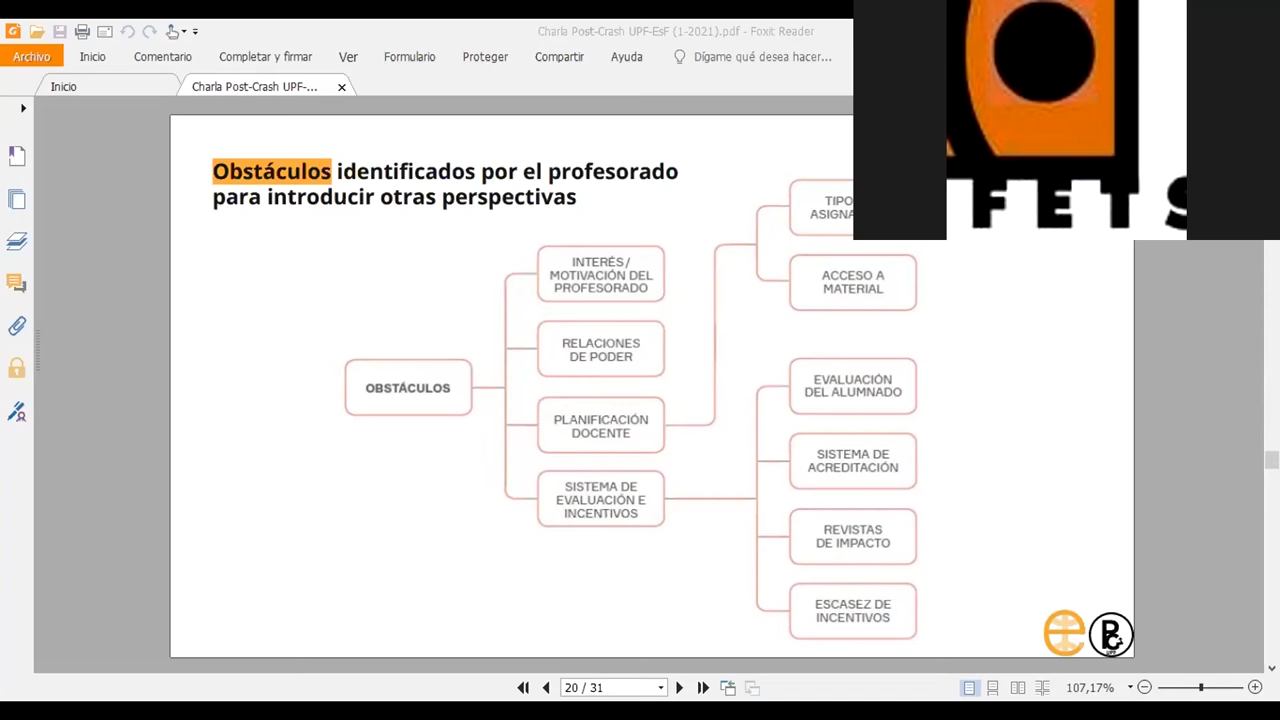 Charla Post-Crash UPF-EsF (1-2021).pdf - Foxit Reader
Archivo Inicio Comentario Completar y firmar Ver Formulario Proteger Compartir Ayuda Dígame qué desea hacer...
Inicio Charla Post-Crash UPF-...
Obstáculos identificados por el profesorado
para introducir otras perspectivas
OBSTÁCULOS
INTERÉS /
MOTIVACIÓN DEL
PROFESORADO
RELACIONES
DE PODER
PLANIFICACIÓN
DOCENTE
SISTEMA DE
EVALUACIÓN E
INCENTIVOS
ACCESO A
MATERIAL
EVALUACIÓN
DEL ALUMNADO
SISTEMA DE
ACREDITACIÓN
REVISTAS
DE IMPACTO
ESCASEZ DE
INCENTIVOS
FETS
20 / 31
107,17%